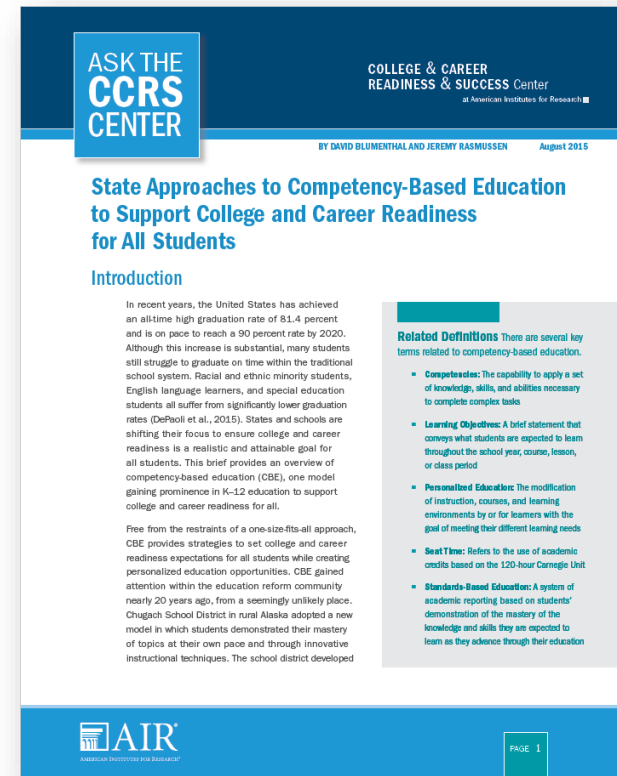 ASK THE
CCRS
CENTER
COLLEGE & CAREER
READINESS & SUCCESS Center
at American Institutes for Research
BY DAVID BLUMENTHAL AND JEREMY RASMUSSEN August 2015
State Approaches to Competency-Based Education
to Support College and Career Readiness
for All Students
Introduction
In recent years, the United States has achieved
an all-time high graduation rate of 81.4 percent
and is on pace to reach a 90 percent rate by 2020.
Although this increase is substantial, many students
still struggle to graduate on time within the traditional
school system. Racial and ethnic minority students,
English language learners, and special education
students all suffer from significantly lower graduation
rates (DePaoli et al., 2015). States and schools are
shifting their focus to ensure college and career
readiness is a realistic and attainable goal for
all students. This brief provides an overview of
competency-based education (CBE), one model
gaining prominence in K–12 education to support
college and career readiness for all.
Free from the restraints of a one-size-fits-all approach,
CBE provides strategies to set college and career
readiness expectations for all students while creating
personalized education opportunities. CBE gained
attention within the education reform community
nearly 20 years ago, from a seemingly unlikely place.
Chugach School District in rural Alaska adopted a new
model in which students demonstrated their mastery
of topics at their own pace and through innovative
instructional techniques. The school district developed
Related Definitions There are several key
terms related to competency-based education.
▪ Competencies: The capability to apply a set
of knowledge, skills, and abilities necessary
to complete complex tasks
▪ Learning Objectives: A brief statement that
conveys what students are expected to learn
throughout the school year, course, lesson,
or class period
▪ Personalized Education: The modification
of instruction, courses, and learning
environments by or for learners with the
goal of meeting their different learning needs
▪ Seat Time: Refers to the use of academic
credits based on the 120-hour Carnegie Unit
▪ Standards-Based Education: A system of
academic reporting based on students'
demonstration of the mastery of the
knowledge and skills they are expected to
learn as they advance through their education
AIR®
AMERICAN INSTITUTES FOR RESEARCH®
PAGE 1